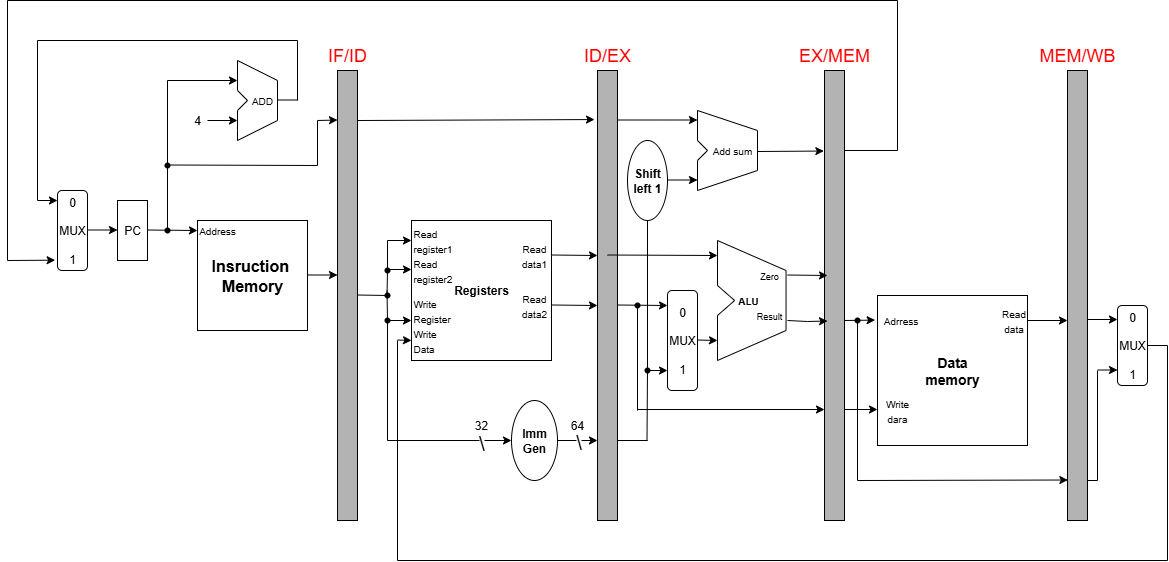 IF/ID
ID/EX
EX/MEM
MEM/WB
ADD
4
Add sum
Shift
left 1
0
MUX
1
PC
Address
Insruction
Memory
Read
register1
Read
register2
Write
Register
Write
Data
Registers
Read
data1
Read
data2
Zero
ALU
Result
0
MUX
1
Adrress
Read
data
Data
memory
Write
dara
0
MUX
1
32
Imm
Gen
64